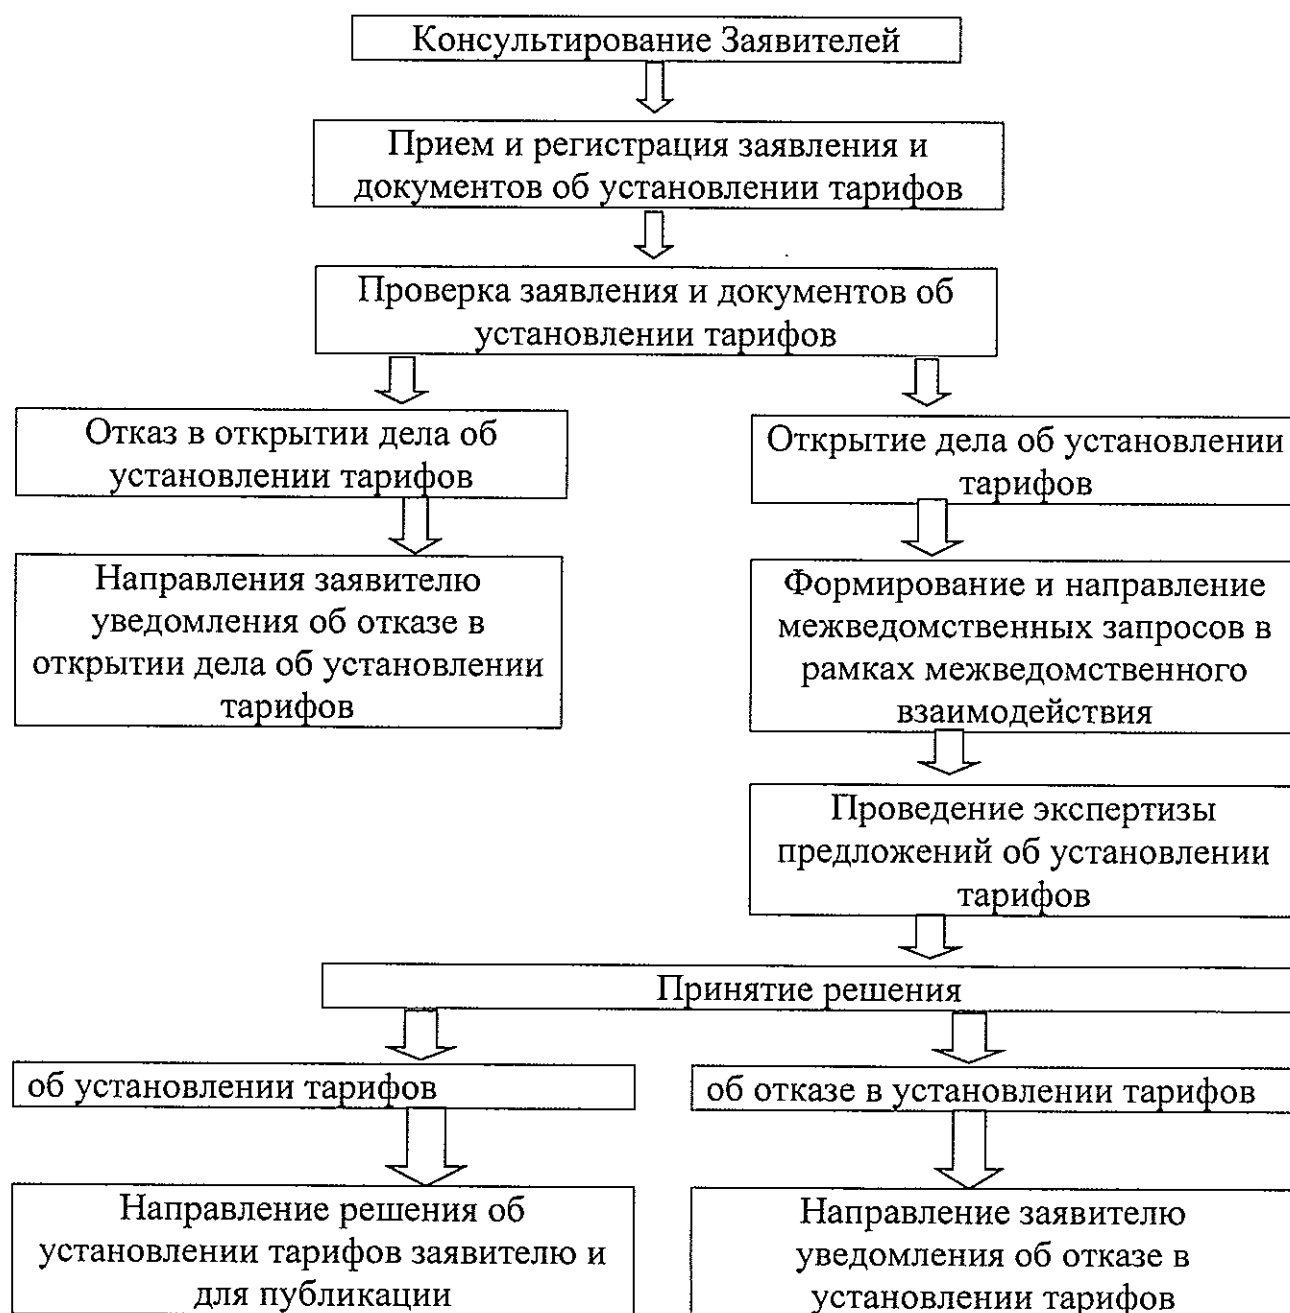 Консультирование Заявителей
Прием и регистрация заявления и
документов об установлении тарифов
Проверка заявления и документов об
установлении тарифов
Отказ в открытии дела об
установлении тарифов
Открытие дела об установлении
тарифов
Направления заявителю
уведомления об отказе в
открытии дела об установлении
тарифов
Формирование и направление
межведомственных запросов в
рамках межведомственного
взаимодействия
Проведение экспертизы
предложений об установлении
тарифов
Принятие решения
об установлении тарифов
об отказе в установлении тарифов
Направление решения об
установлении тарифов заявителю и
для публикации
Направление заявителю
уведомления об отказе в
установлении тарифов